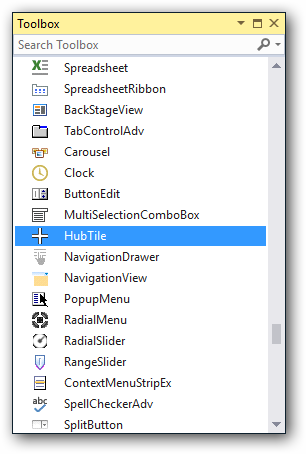 Toolbox
Search Toolbox
Spreadsheet
SpreadsheetRibbon
BackStageView
TabControlAdv
Carousel
Clock
ButtonEdit
MultiSelectionComboBox
HubTile
NavigationDrawer
NavigationView
PopupMenu
RadialMenu
RadialSlider
RangeSlider
ContextMenuStripEx
abc SpellCheckerAdv
SplitButton